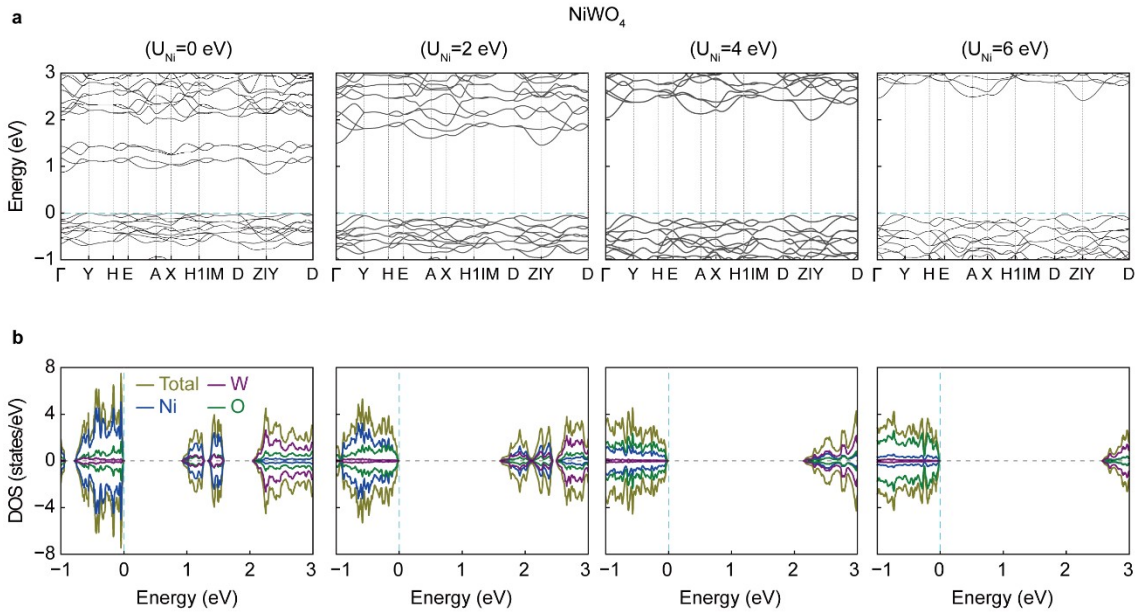 NiWO4
a
(UNi=0 eV) (UNi=2 eV) (UNi=4 eV) (UNi=6 eV)
3
2
1
0
−1
Energy (eV)
Γ Y H E A X H1IM D ZIY D
Γ Y H E A X H1IM D ZIY D
Γ Y H E A X H1IM D ZIY D
Γ Y H E A X H1IM D ZIY D
b
8
4
0
−4
−8
DOS (states/eV)
Total W
Ni O
−1 0 1 2 3
−1 0 1 2 3
−1 0 1 2 3
−1 0 1 2 3
Energy (eV) Energy (eV) Energy (eV) Energy (eV)